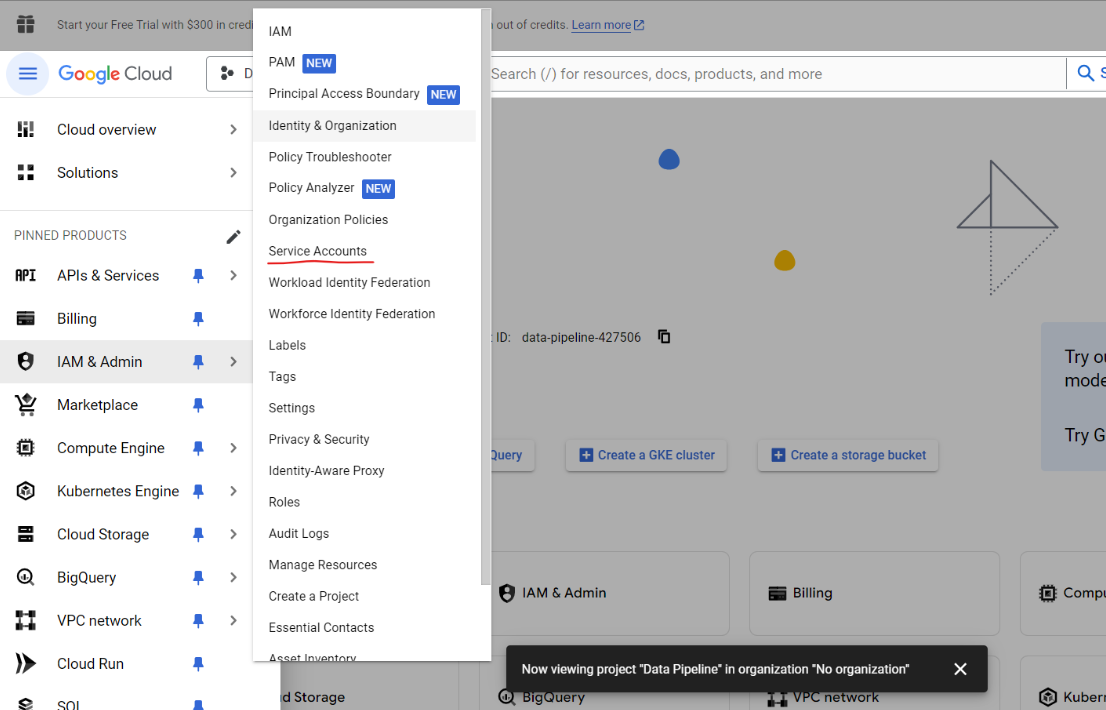 Start your Free Trial with $300 in credi
out of credits. Learn more
Google Cloud
D
Search (/) for resources, docs, products, and more
S
Cloud overview
Solutions
PINNED PRODUCTS
API APIs & Services
Billing
IAM & Admin
Marketplace
Compute Engine
Kubernetes Engine
Cloud Storage
BigQuery
VPC network
Cloud Run
SQL
IAM
PAM NEW
Principal Access Boundary NEW
Identity & Organization
Policy Troubleshooter
Policy Analyzer NEW
Organization Policies
Service Accounts
Workload Identity Federation
Workforce Identity Federation
Labels
Tags
Settings
Privacy & Security
Identity-Aware Proxy
Roles
Audit Logs
Manage Resources
Create a Project
Essential Contacts
Asset Inventory
ID: data-pipeline-427506
Try
mode
Try G
Query
Create a GKE cluster
Create a storage bucket
IAM & Admin
Billing
Compu
Now viewing project "Data Pipeline" in organization "No organization"
Storage
BigQuery
VPC network
Kuber